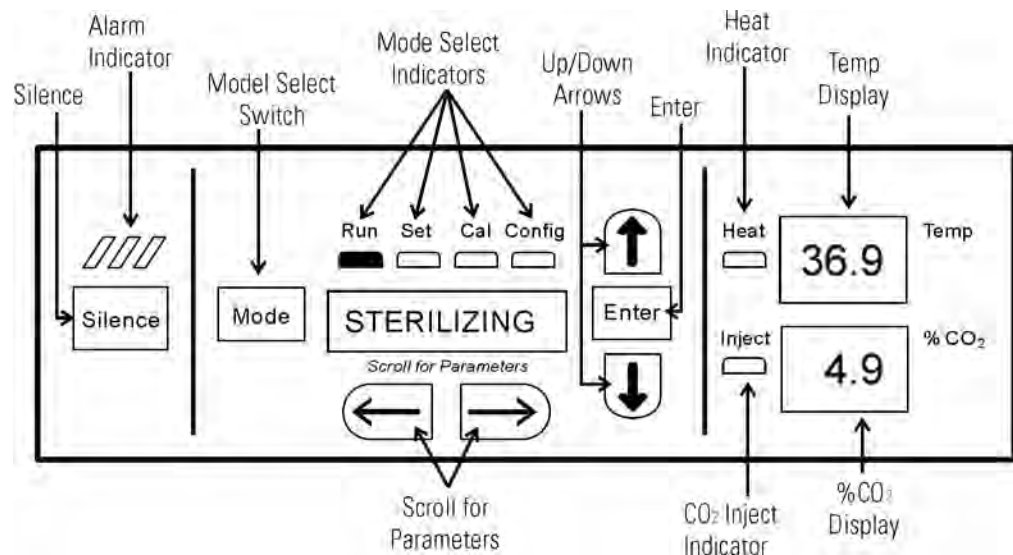 Alarm
Indicator
Silence
Model Select
Switch
Mode Select
Indicators
Up/Down
Arrows
Enter
Heat
Indicator
Temp
Display
Run Set Cal Config
Silence
Mode
STERILIZING
Scroll for Parameters
Enter
Heat
36.9
Temp
Inject
4.9
% CO₂
Scroll for
Parameters
CO₂ Inject
Indicator
%CO₂
Display